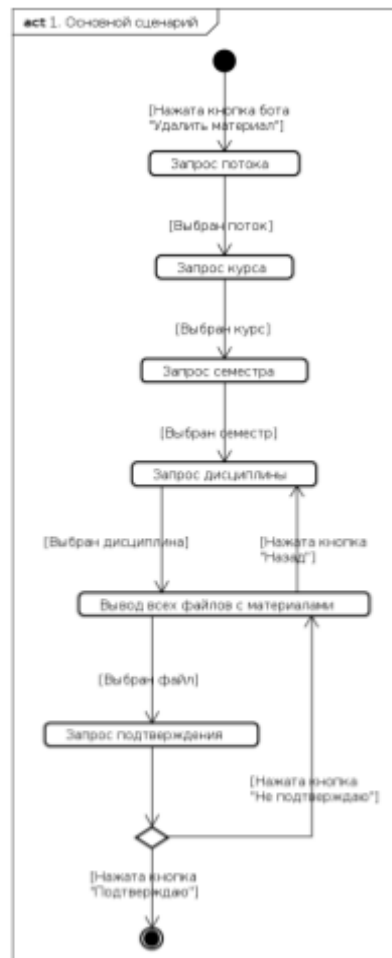 act 1. Основной сценарий
[Нажата кнопка бота
"Удалить материал"]
Запрос потока
[Выбран поток]
Запрос курса
[Выбран курс]
Запрос семестра
[Выбран семестр]
Запрос дисциплины
[Выбран дисциплина]
[Нажата кнопка
"Назад"]
Вывод всех файлов с материалами
[Выбран файл]
Запрос подтверждения
[Нажата кнопка
"Не подтверждаю"]
[Нажата кнопка
"Подтверждаю"]